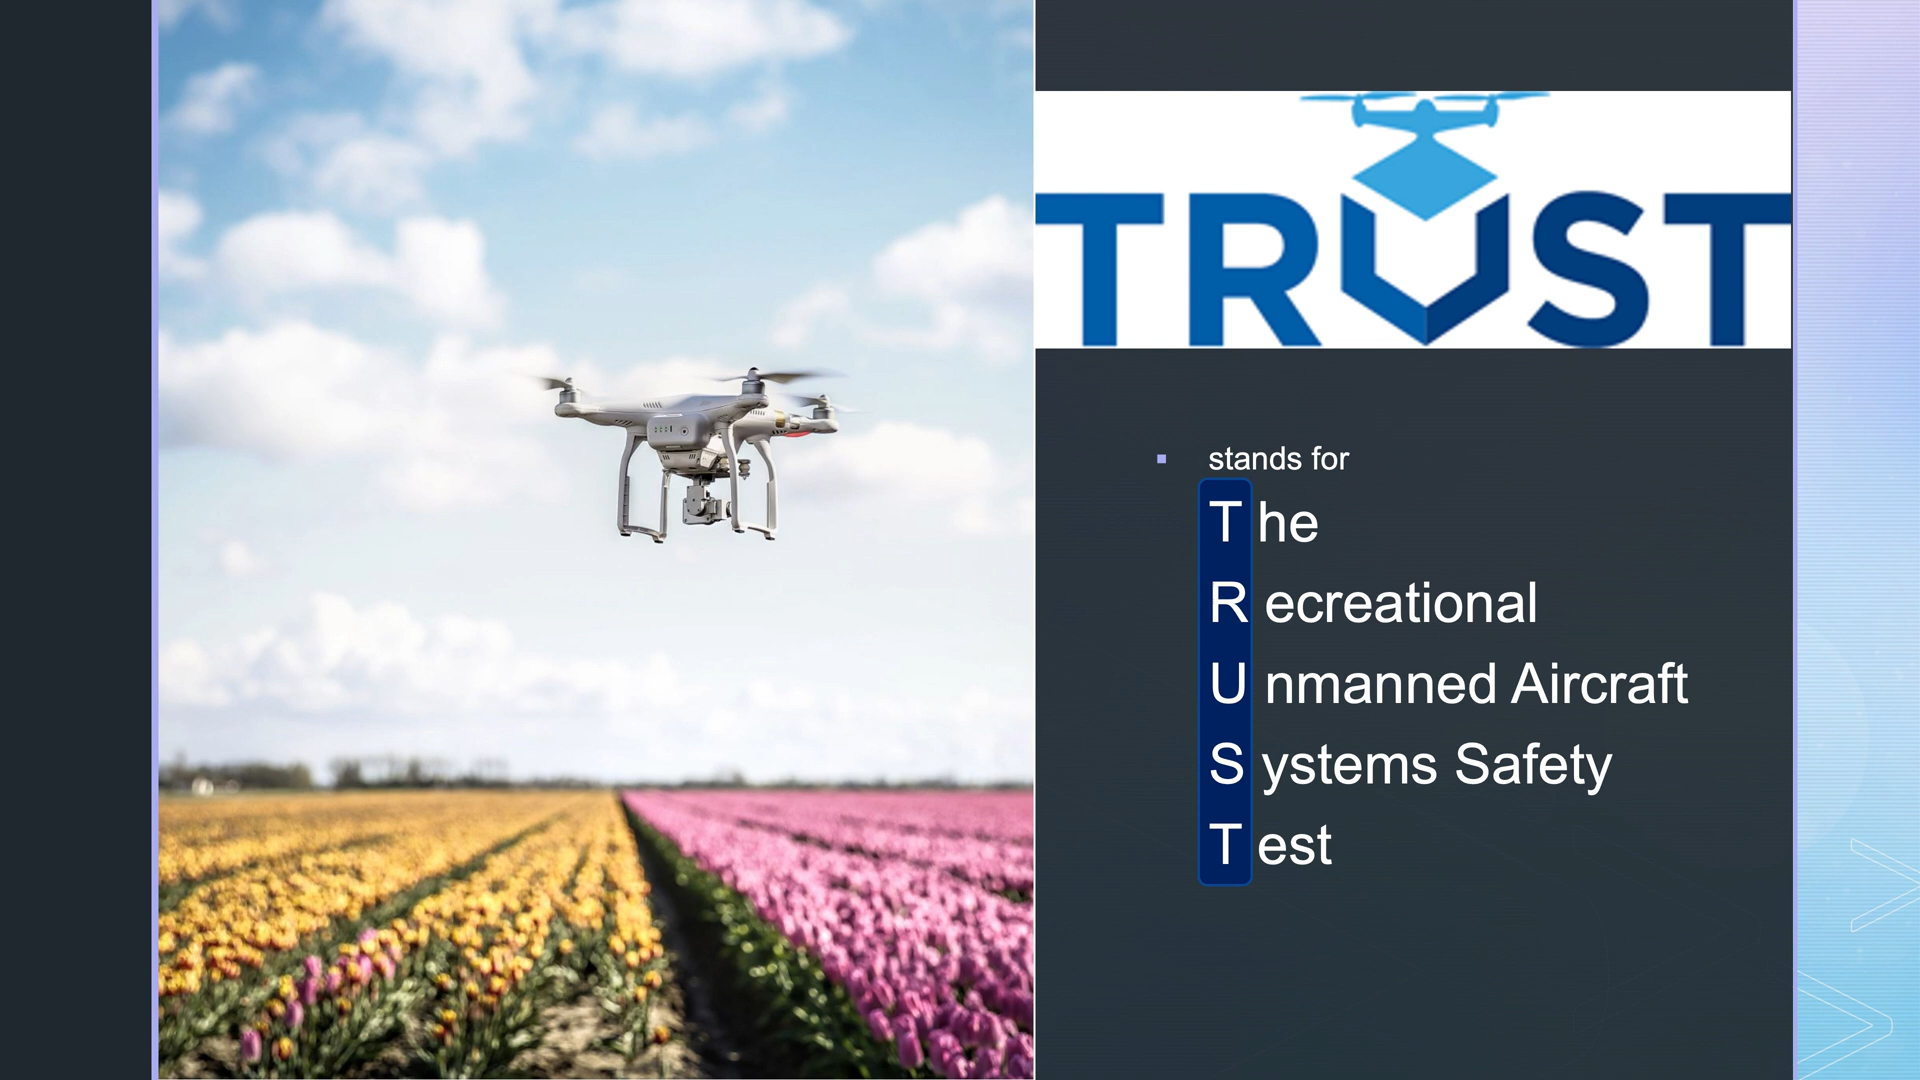 TRUST
stands for
The
Recreational
Unmanned Aircraft
Systems Safety
Test